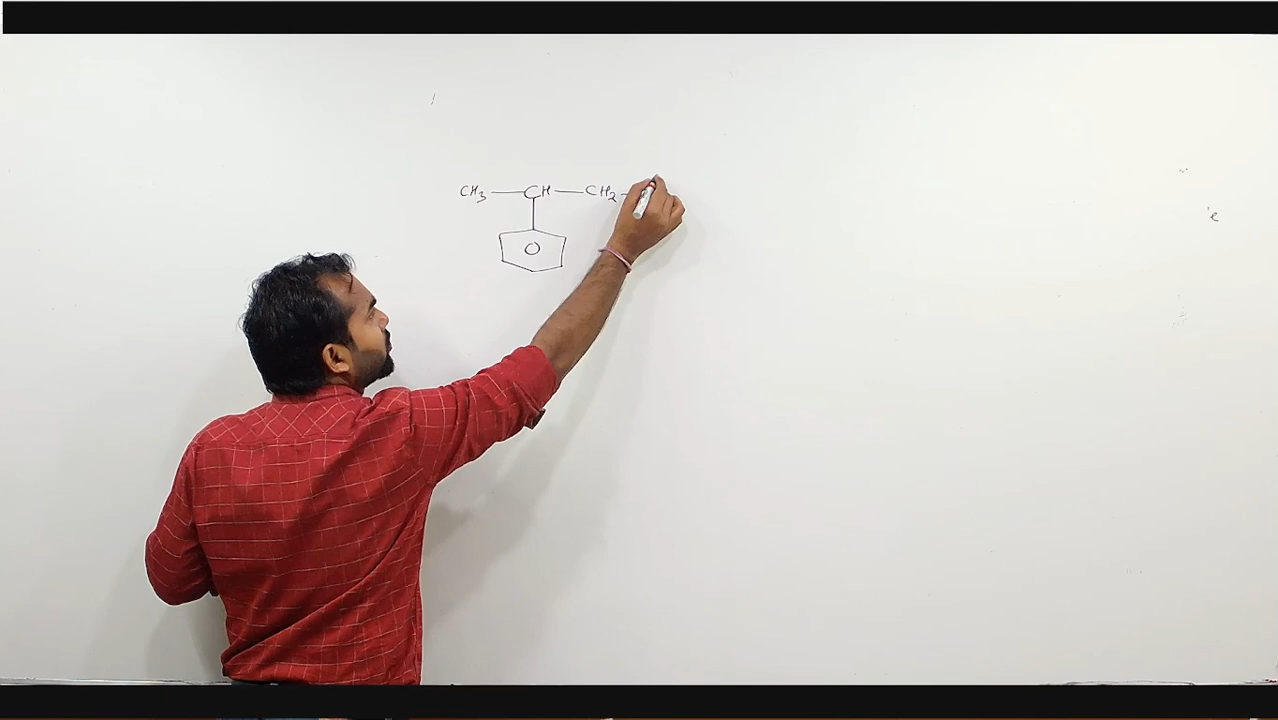 CH3 — CH — CH2 —